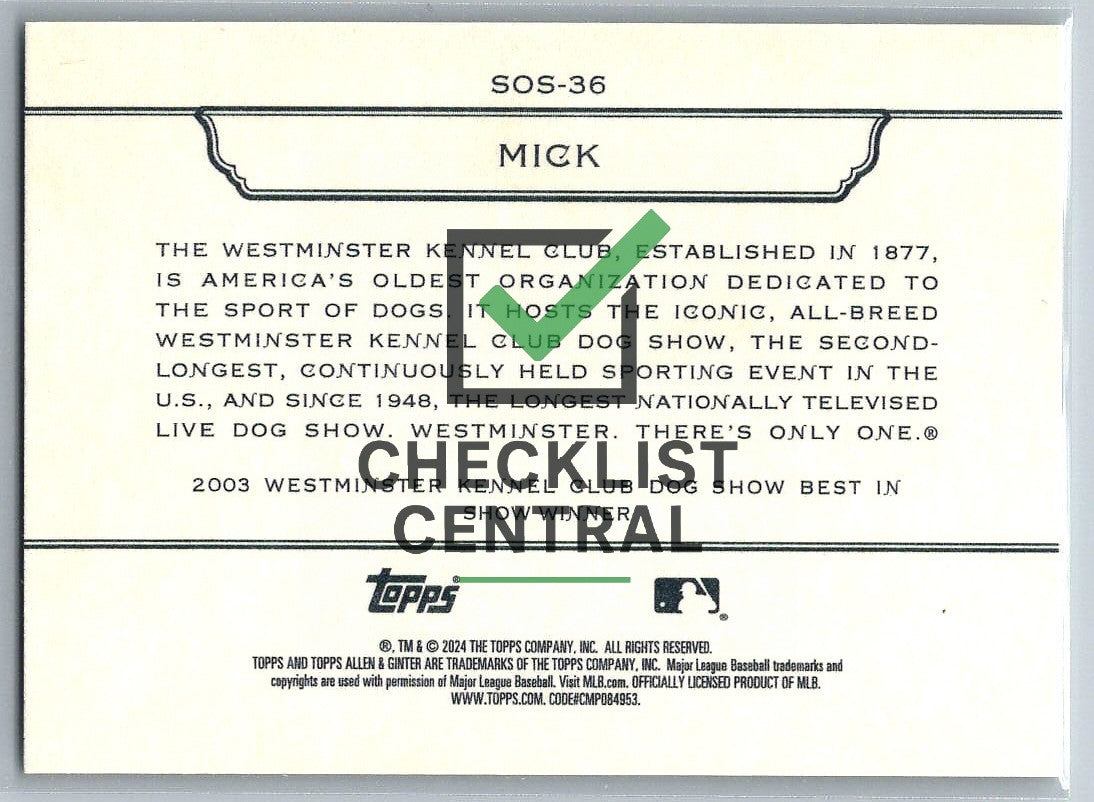 SOS-36
MICK
THE WESTMINSTER KENNEL CLUB, ESTABLISHED IN 1877,
IS AMERICA'S OLDEST ORGANIZATION DEDICATED TO
THE SPORT OF DOGS. IT HOSTS THE ICONIC, ALL-BREED
WESTMINSTER KENNEL CLUB DOG SHOW, THE SECOND-
LONGEST, CONTINUOUSLY HELD SPORTING EVENT IN THE
U.S., AND SINCE 1948, THE LONGEST NATIONALLY TELEVISED
LIVE DOG SHOW. WESTMINSTER. THERE'S ONLY ONE.®
CHECKLIST
2003 WESTMINSTER KENNEL CLUB DOG SHOW BEST IN
SHOW WINNER
CENTRAL
Topps®
®
®, TM & © 2024 THE TOPPS COMPANY, INC. ALL RIGHTS RESERVED.
TOPPS AND TOPPS ALLEN & GINTER ARE TRADEMARKS OF THE TOPPS COMPANY, INC. Major League Baseball trademarks and
copyrights are used with permission of Major League Baseball. Visit MLB.com. OFFICIALLY LICENSED PRODUCT OF MLB.
WWW.TOPPS.COM. CODE#CMP084953.